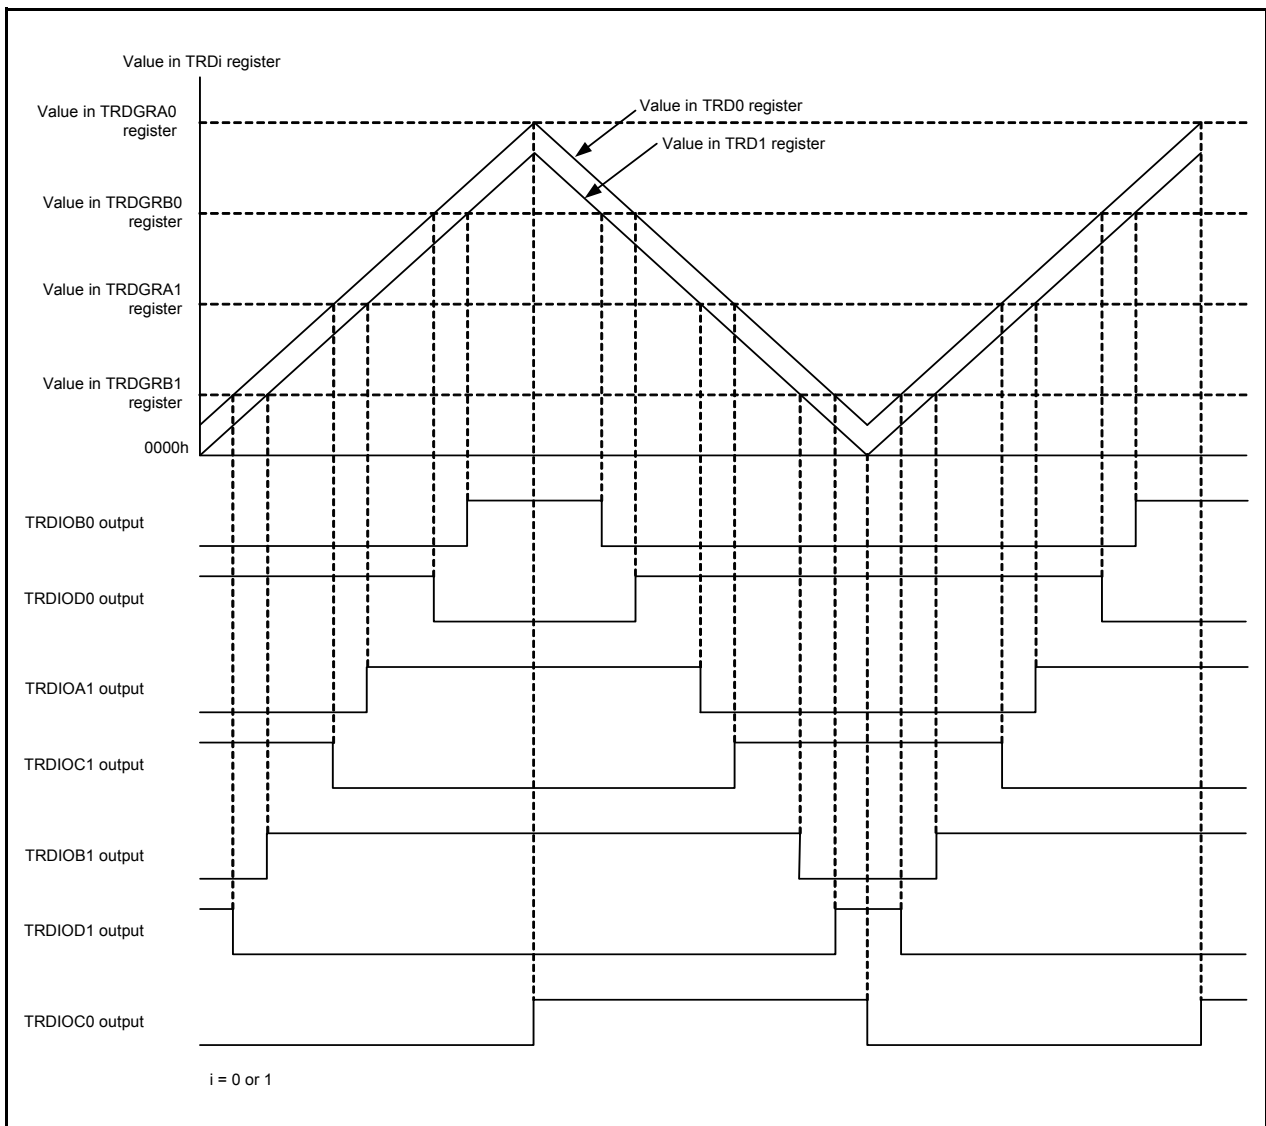 Value in TRDi register
Value in TRDGRA0
register
Value in TRD0 register
Value in TRD1 register
Value in TRDGRB0
register
Value in TRDGRA1
register
Value in TRDGRB1
register
0000h
TRDIOB0 output
TRDIOD0 output
TRDIOA1 output
TRDIOC1 output
TRDIOB1 output
TRDIOD1 output
TRDIOC0 output
i = 0 or 1